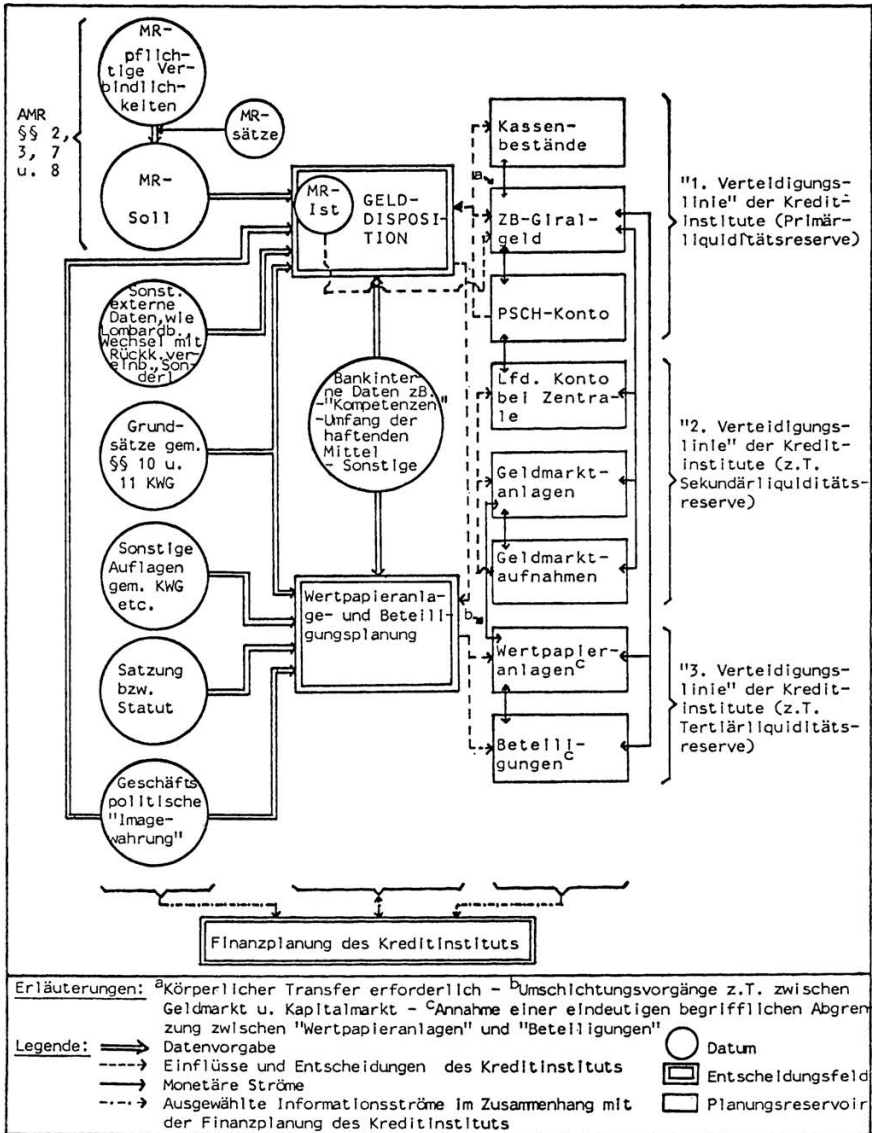 MR-
pflich-
tige Ver-
bindlich-
keiten
AMR
§§ 2,
3, 7
u. 8
MR-
sätze
MR-
Soll
MR-
Ist
GELD-
DISPOSI-
TION
Sonst.
externe
Daten,wie
Lombardb.
Wechsel mit
Rückk.ver-
einb.,Son-
derl
Grund-
sätze gem.
§§ 10 u.
11 KWG
Sonstige
Auflagen
gem. KWG
etc.
Satzung
bzw.
Statut
Geschäfts
politische
"Image-
wahrung"
Bankinter-
ne Daten zB.
-"Kompetenzen"
-Umfang der
haftenden
Mittel
- Sonstige
Wertpapieranla-
ge- und Beteili-
gungsplanung
a
b
Kassen-
bestände
ZB-Giral-
geld
PSCH-Konto
Lfd. Konto
bei Zentra-
le
Geldmarkt-
anlagen
Geldmarkt-
aufnahmen
Wertpapier-
anlagen c
Beteili-
gungen c
"1. Verteidigungs-
linie" der Kredit-
institute (Primär-
liquiditätsreserve)
"2. Verteidigungs-
linie" der Kredit-
institute (z.T.
Sekundärliquiditäts-
reserve)
"3. Verteidigungs-
linie" der Kredit-
institute (z.T.
Tertiärliquiditäts-
reserve)
Finanzplanung des Kreditinstituts
Erläuterungen: aKörperlicher Transfer erforderlich - bUmschichtungsvorgänge z.T. zwischen
Geldmarkt u. Kapitalmarkt - cAnnahme einer eindeutigen begrifflichen Abgren
zung zwischen "Wertpapieranlagen" und "Beteiligungen"
Legende: Datenvorgabe
Einflüsse und Entscheidungen des Kreditinstituts
Monetäre Ströme
Ausgewählte Informationsströme im Zusammenhang mit
der Finanzplanung des Kreditinstituts
Datum
Entscheidungsfeld
Planungsreservoir